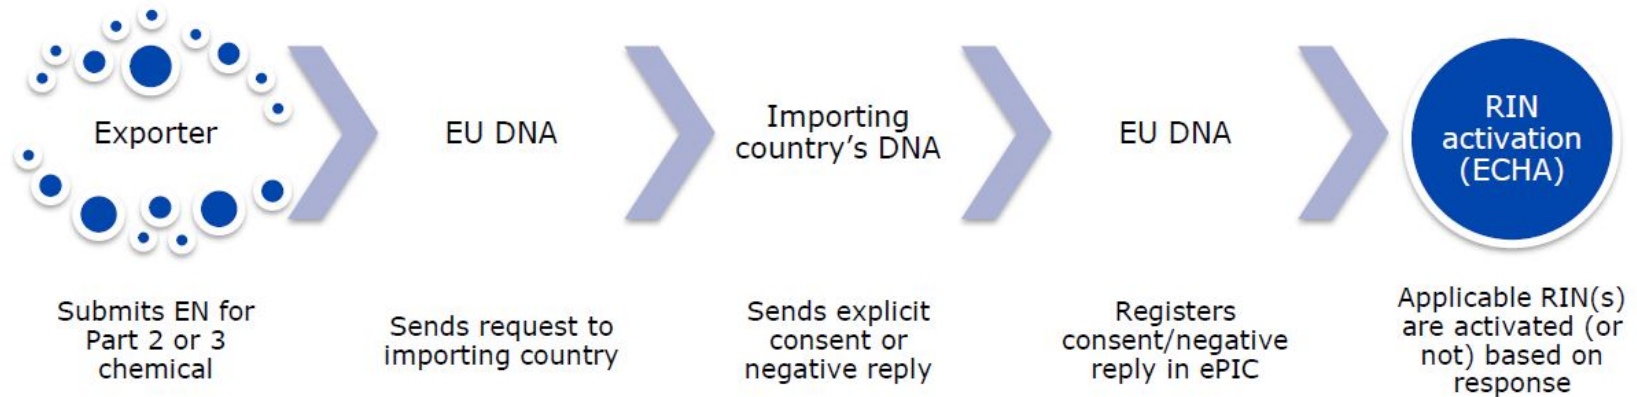 Exporter
EU DNA
Importing
country's DNA
EU DNA
RIN
activation
(ECHA)
Submits EN for
Part 2 or 3
chemical
Sends request to
importing country
Sends explicit
consent or
negative reply
Registers
consent/negative
reply in ePIC
Applicable RIN(s)
are activated (or
not) based on
response